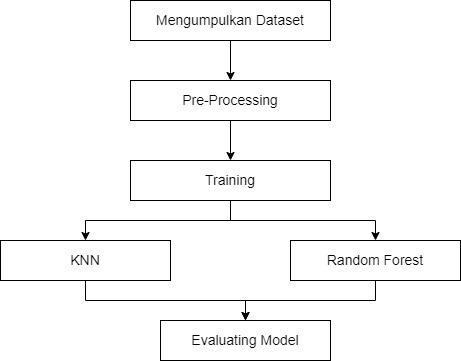 Mengumpulkan Dataset
Pre-Processing
Training
KNN
Random Forest
Evaluating Model